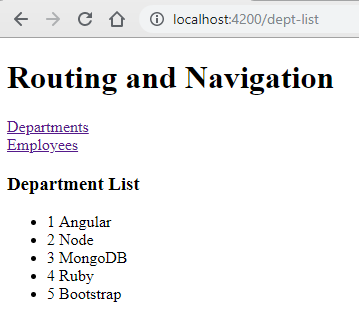 localhost:4200/dept-list
Routing and Navigation
Departments
Employees
Department List
1 Angular
2 Node
3 MongoDB
4 Ruby
5 Bootstrap